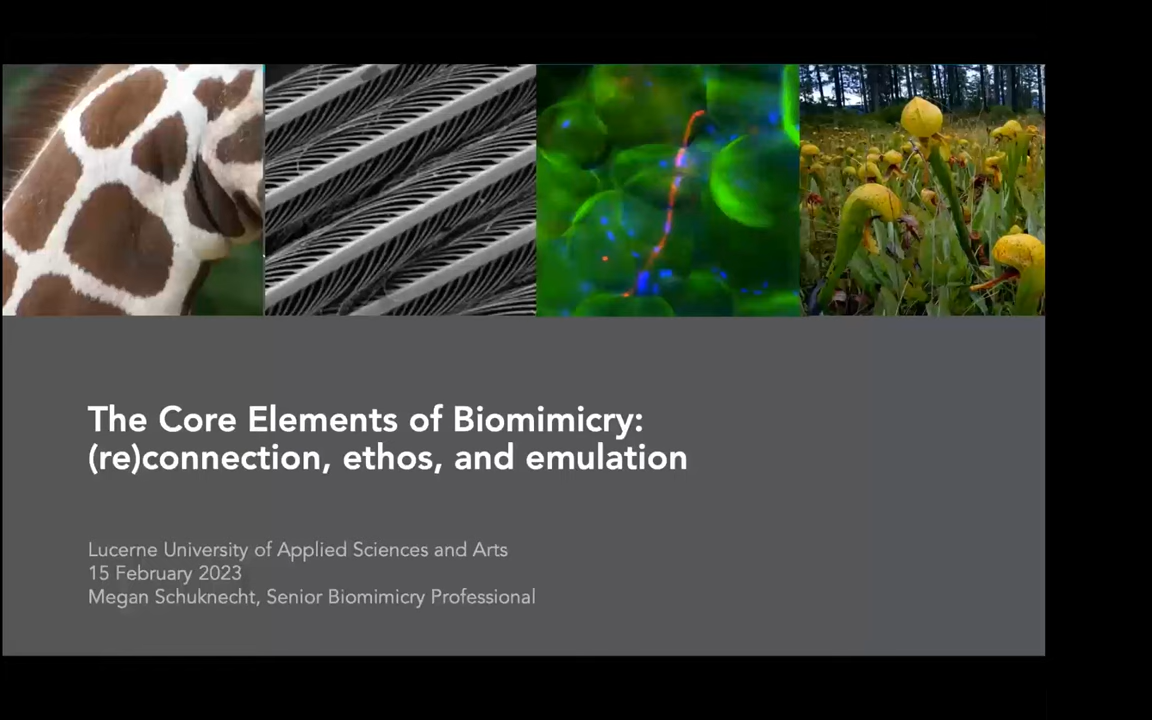 The Core Elements of Biomimicry:
(re)connection, ethos, and emulation
Lucerne University of Applied Sciences and Arts
15 February 2023
Megan Schuknecht, Senior Biomimicry Professional